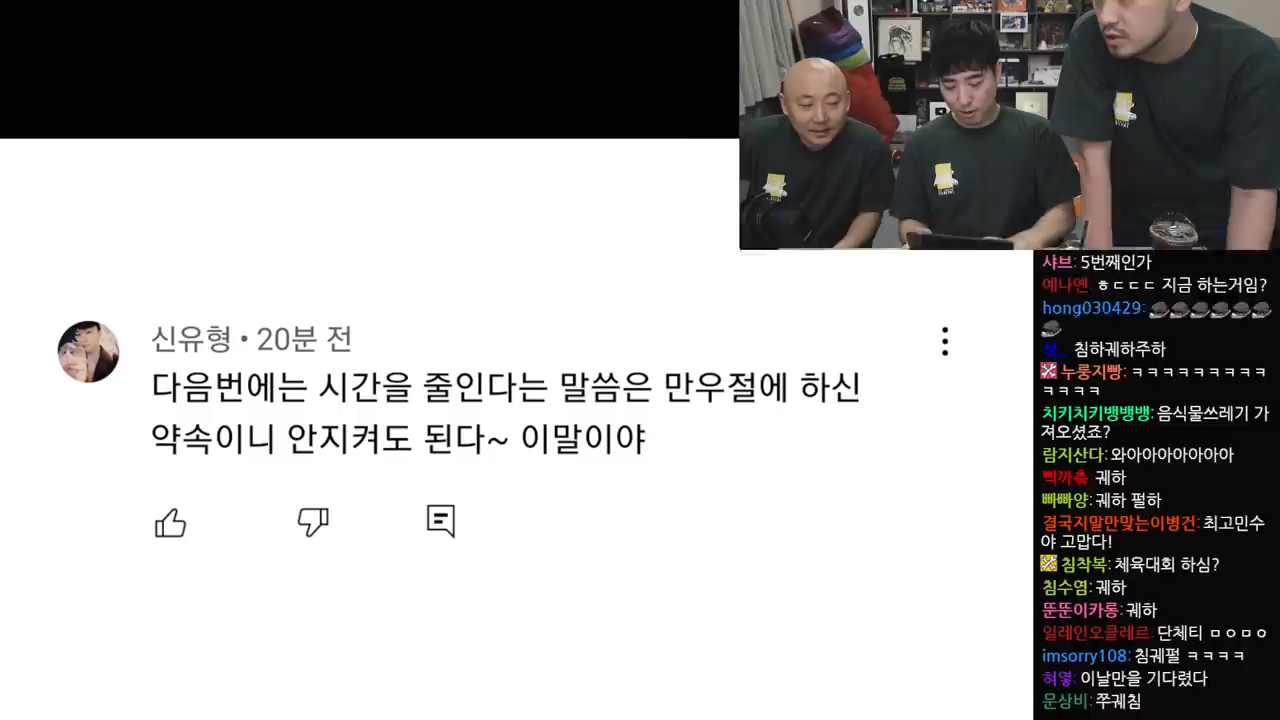 신유형 • 20분 전
다음번에는 시간을 줄인다는 말씀은 만우절에 하신
약속이니 안지켜도 된다~ 이말이야
샤브: 5번째인가
예나옌: ㅎㄷㄷㄷ 지금 하는거임?
hong030429:
침하궤하주하
누룽지빵: ㅋㅋㅋㅋㅋㅋㅋㅋㅋ
ㅋㅋㅋㅋ
치키치키뱅뱅뱅: 음식물쓰레기 가
져오셨죠?
람지산다: 와아아아아아아아
삑까츆 궤하
빠빠양: 궤하 펄하
결국지말만맞는이병건: 최고민수
야 고맙다!
침착복: 체육대회 하심?
침수염: 궤하
뚠뚠이카롱: 궤하
일레인오클레르: 단체티 ㅁㅇㅁㅇ
imsorry108: 침궤펄 ㅋㅋㅋㅋ
혀옇: 이날만을 기다렸다
문상비: 쭈궤침